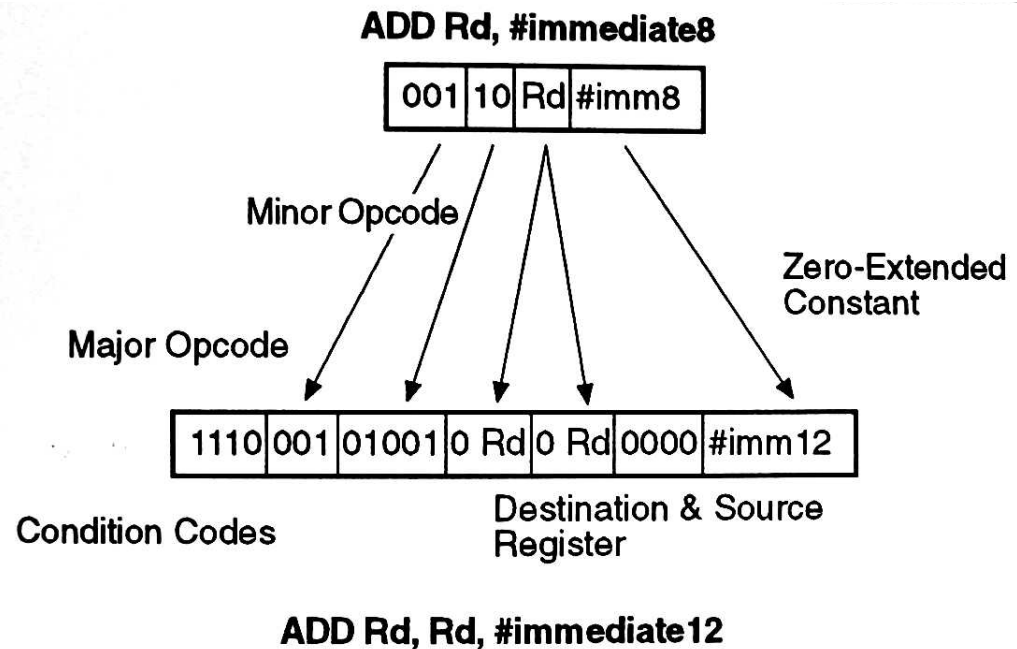 ADD Rd, #immediate8
001 10 Rd #imm8
Minor Opcode
Zero-Extended
Constant
Major Opcode
1110 001 01001 0 Rd 0 Rd 0000 #imm12
Condition Codes
Destination & Source
Register
ADD Rd, Rd, #immediate12